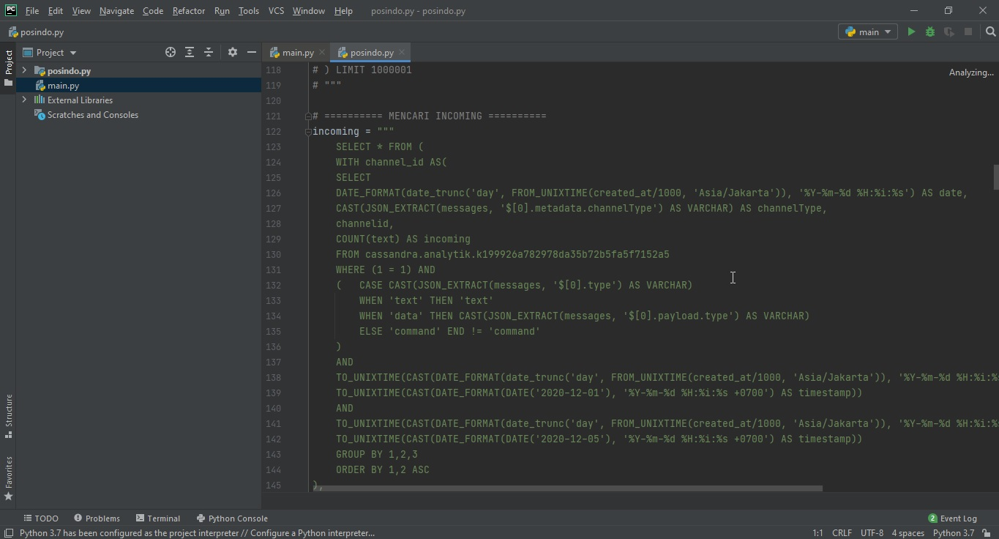 PC File Edit View Navigate Code Refactor Run Tools VCS Window Help posindo.py - posindo.py
posindo.py main
Project main.py posindo.py
posindo.py
main.py
External Libraries
Scratches and Consoles
Project
Structure
Favorites
Analyzing...
118 # ) LIMIT 1000001
119 # """
120
121 # ========== MENCARI INCOMING ==========
122 incoming = """
123 SELECT * FROM (
124 WITH channel_id AS(
125 SELECT
126 DATE_FORMAT(date_trunc('day', FROM_UNIXTIME(created_at/1000, 'Asia/Jakarta')), '%Y-%m-%d %H:%i:%s') AS date,
127 CAST(JSON_EXTRACT(messages, '$[0].metadata.channelType') AS VARCHAR) AS channelType,
128 channelid,
129 COUNT(text) AS incoming
130 FROM cassandra.analytik.k199926a782978da35b72b5fa5f7152a5
131 WHERE (1 = 1) AND
132 ( CASE CAST(JSON_EXTRACT(messages, '$[0].type') AS VARCHAR)
133 WHEN 'text' THEN 'text'
134 WHEN 'data' THEN CAST(JSON_EXTRACT(messages, '$[0].payload.type') AS VARCHAR)
135 ELSE 'command' END != 'command'
136 )
137 AND
138 TO_UNIXTIME(CAST(DATE_FORMAT(date_trunc('day', FROM_UNIXTIME(created_at/1000, 'Asia/Jakarta')), '%Y-%m-%d %H:%i:%
139 TO_UNIXTIME(CAST(DATE_FORMAT(DATE('2020-12-01'), '%Y-%m-%d %H:%i:%s +0700') AS timestamp))
140 AND
141 TO_UNIXTIME(CAST(DATE_FORMAT(date_trunc('day', FROM_UNIXTIME(created_at/1000, 'Asia/Jakarta')), '%Y-%m-%d %H:%i:%
142 TO_UNIXTIME(CAST(DATE_FORMAT(DATE('2020-12-05'), '%Y-%m-%d %H:%i:%s +0700') AS timestamp))
143 GROUP BY 1,2,3
144 ORDER BY 1,2 ASC
145 ),
TODO Problems Terminal Python Console 2 Event Log
Python 3.7 has been configured as the project interpreter // Configure a Python interpreter... 1:1 CRLF UTF-8 4 spaces Python 3.7